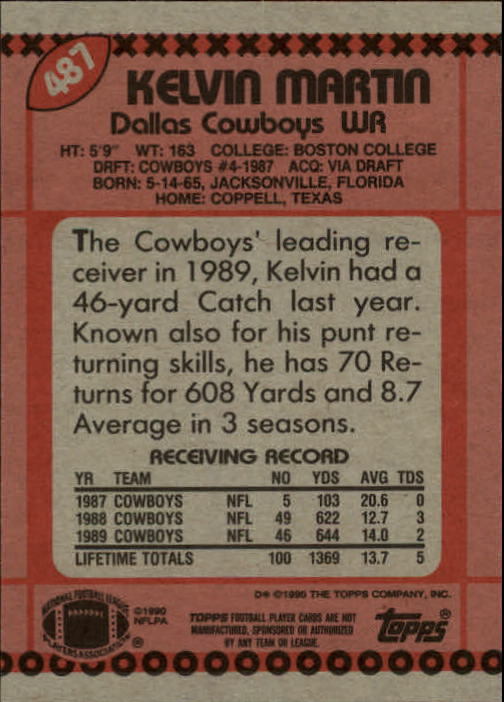 487
KELVIN MARTIN
Dallas Cowboys WR
HT: 5'9" WT: 163 COLLEGE: BOSTON COLLEGE
DRFT: COWBOYS #4-1987 ACQ: VIA DRAFT
BORN: 5-14-65, JACKSONVILLE, FLORIDA
HOME: COPPELL, TEXAS
The Cowboys' leading re-
ceiver in 1989, Kelvin had a
46-yard Catch last year.
Known also for his punt re-
turning skills, he has 70 Re-
turns for 608 Yards and 8.7
Average in 3 seasons.
RECEIVING RECORD
YR TEAM NO YDS AVG TDS
1987 COWBOYS NFL 5 103 20.6 0
1988 COWBOYS NFL 49 622 12.7 3
1989 COWBOYS NFL 46 644 14.0 2
LIFETIME TOTALS 100 1369 13.7 5
D* ©1990 THE TOPPS COMPANY, INC.
NATIONAL FOOTBALL LEAGUE
PLAYERS ASSOCIATION ®
©1990
NFLPA
TOPPS FOOTBALL PLAYER CARDS ARE NOT
MANUFACTURED, SPONSORED OR AUTHORIZED
BY ANY TEAM OR LEAGUE.
topps®